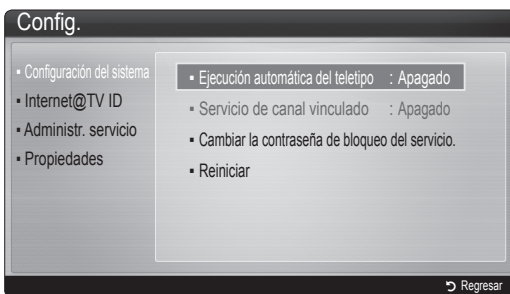 Config.
▪ Configuración del sistema
▪ Internet@TV ID
▪ Administr. servicio
▪ Propiedades
▪ Ejecución automática del teletipo : Apagado
▪ Servicio de canal vinculado : Apagado
▪ Cambiar la contraseña de bloqueo del servicio.
▪ Reiniciar
Regresar